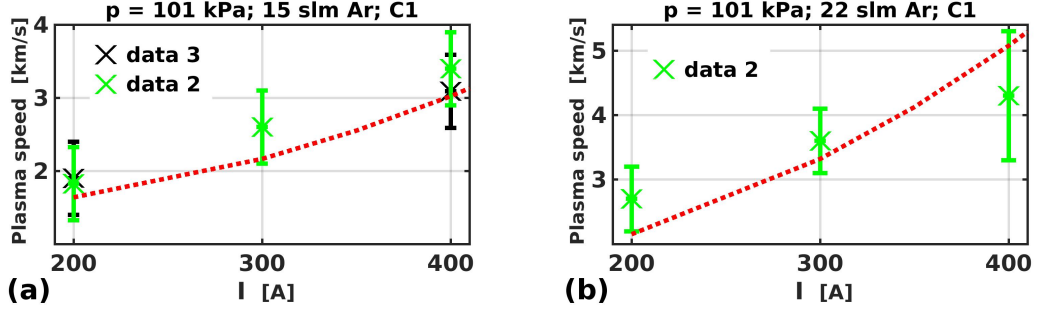 p = 101 kPa; 15 slm Ar; C1
Plasma speed [km/s]
4
3
2
data 3
data 2
200
300
400
I [A]
(a)
p = 101 kPa; 22 slm Ar; C1
Plasma speed [km/s]
5
4
3
data 2
200
300
400
I [A]
(b)